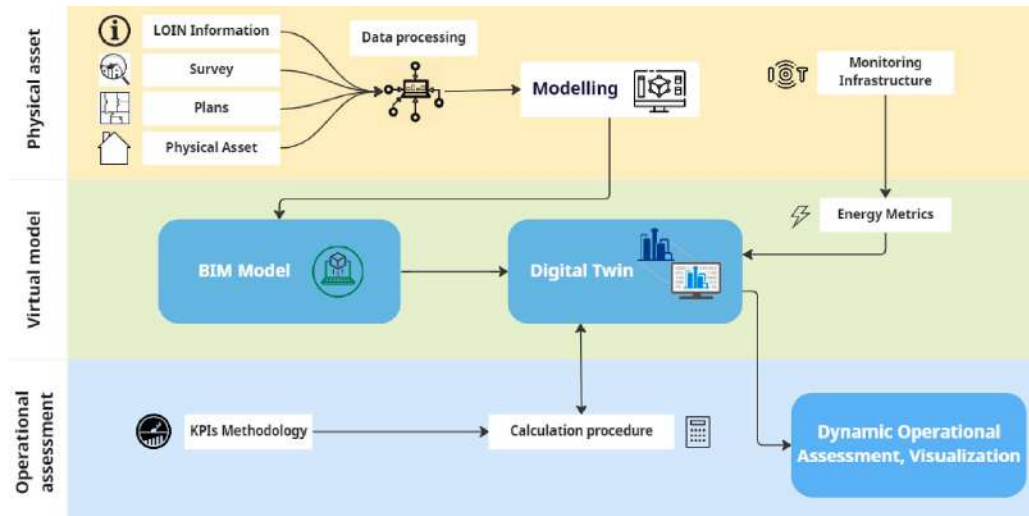 Physical asset
LOIN Information
Survey
Plans
Physical Asset
Data processing
Modelling
IOT
Monitoring
Infrastructure
Virtual model
BIM Model
Digital Twin
Energy Metrics
Operational
assessment
KPIs Methodology
Calculation procedure
Dynamic Operational
Assessment, Visualization